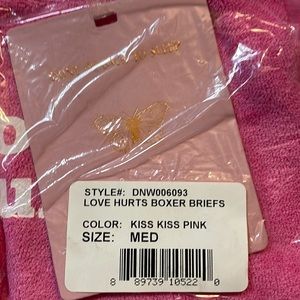 STYLE#: DNW006093
LOVE HURTS BOXER BRIEFS
COLOR: KISS KISS PINK
SIZE: MED
8 89739 10522 0